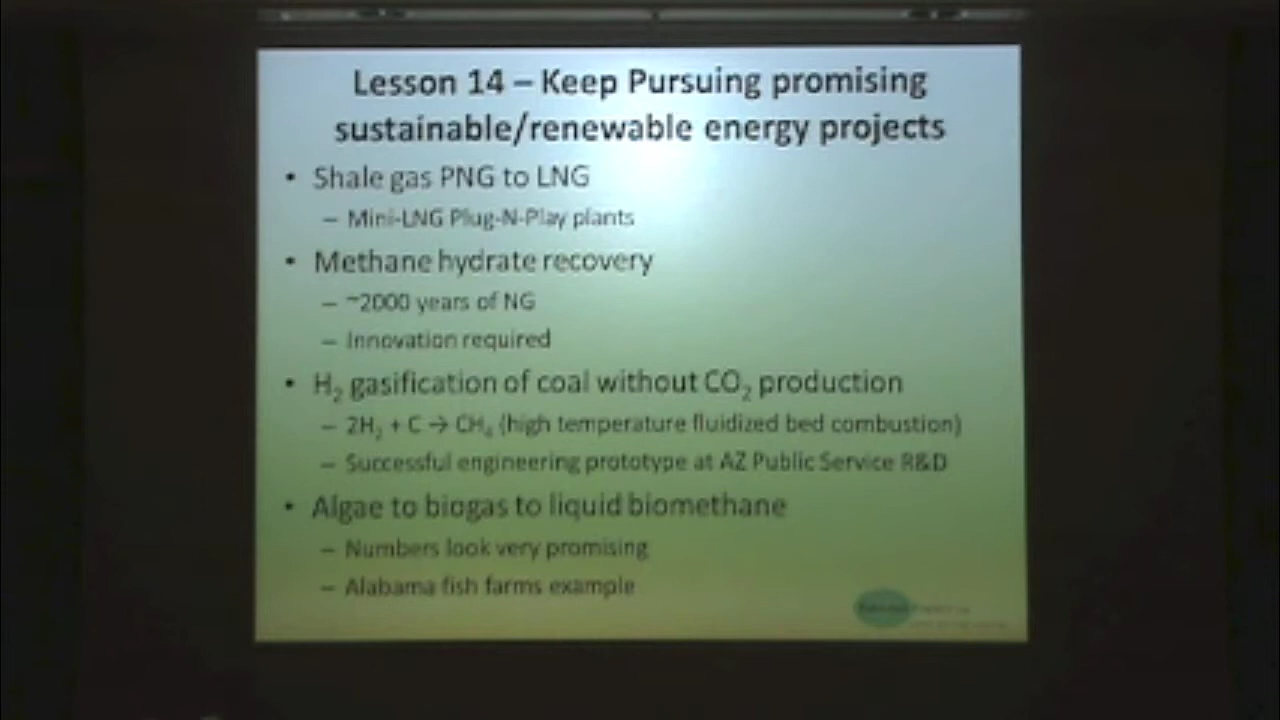 Lesson 14 – Keep Pursuing promising
sustainable/renewable energy projects
• Shale gas PNG to LNG
– Mini-LNG Plug-N-Play plants
• Methane hydrate recovery
– ~2000 years of NG
– Innovation required
• H₂ gasification of coal without CO₂ production
– 2H₂ + C → CH₄ (high temperature fluidized bed combustion)
– Successful engineering prototype at AZ Public Service R&D
• Algae to biogas to liquid biomethane
– Numbers look very promising
– Alabama fish farms example